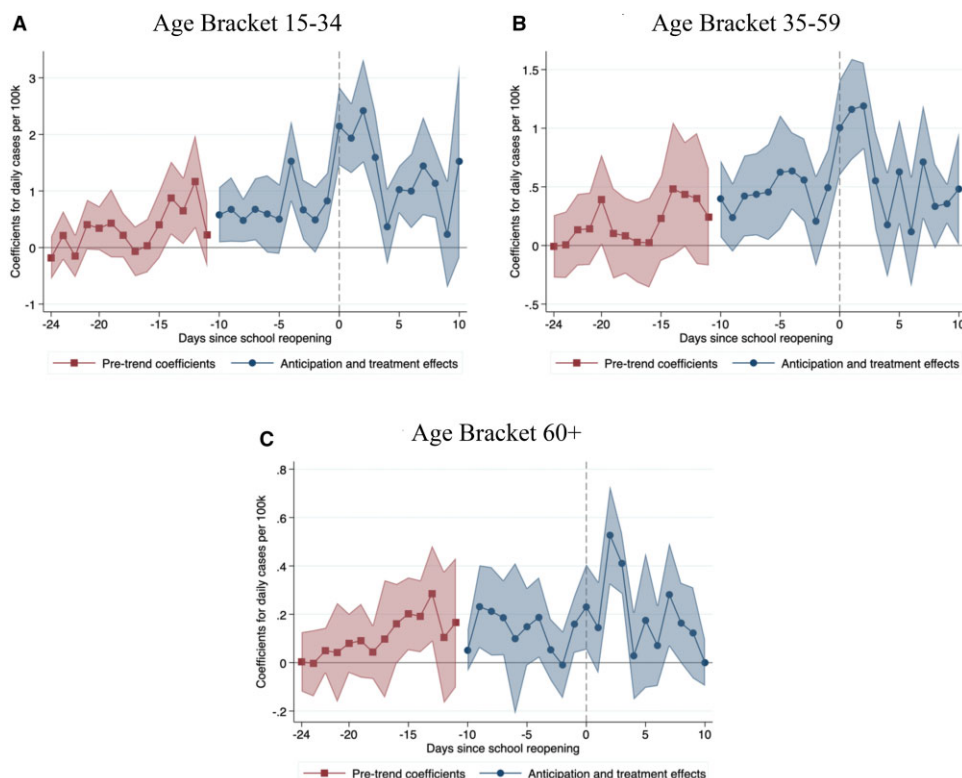 A
Age Bracket 15-34
Coefficients for daily cases per 100k
3
2
1
0
-1
-24
-20
-15
-10
-5
0
5
10
Days since school reopening
Pre-trend coefficients
Anticipation and treatment effects
B
Age Bracket 35-59
Coefficients for daily cases per 100k
1.5
1
.5
0
-.5
-24
-20
-15
-10
-5
0
5
10
Days since school reopening
Pre-trend coefficients
Anticipation and treatment effects
C
Age Bracket 60+
Coefficients for daily cases per 100k
.8
.6
.4
.2
0
-.2
-24
-20
-15
-10
-5
0
5
10
Days since school reopening
Pre-trend coefficients
Anticipation and treatment effects